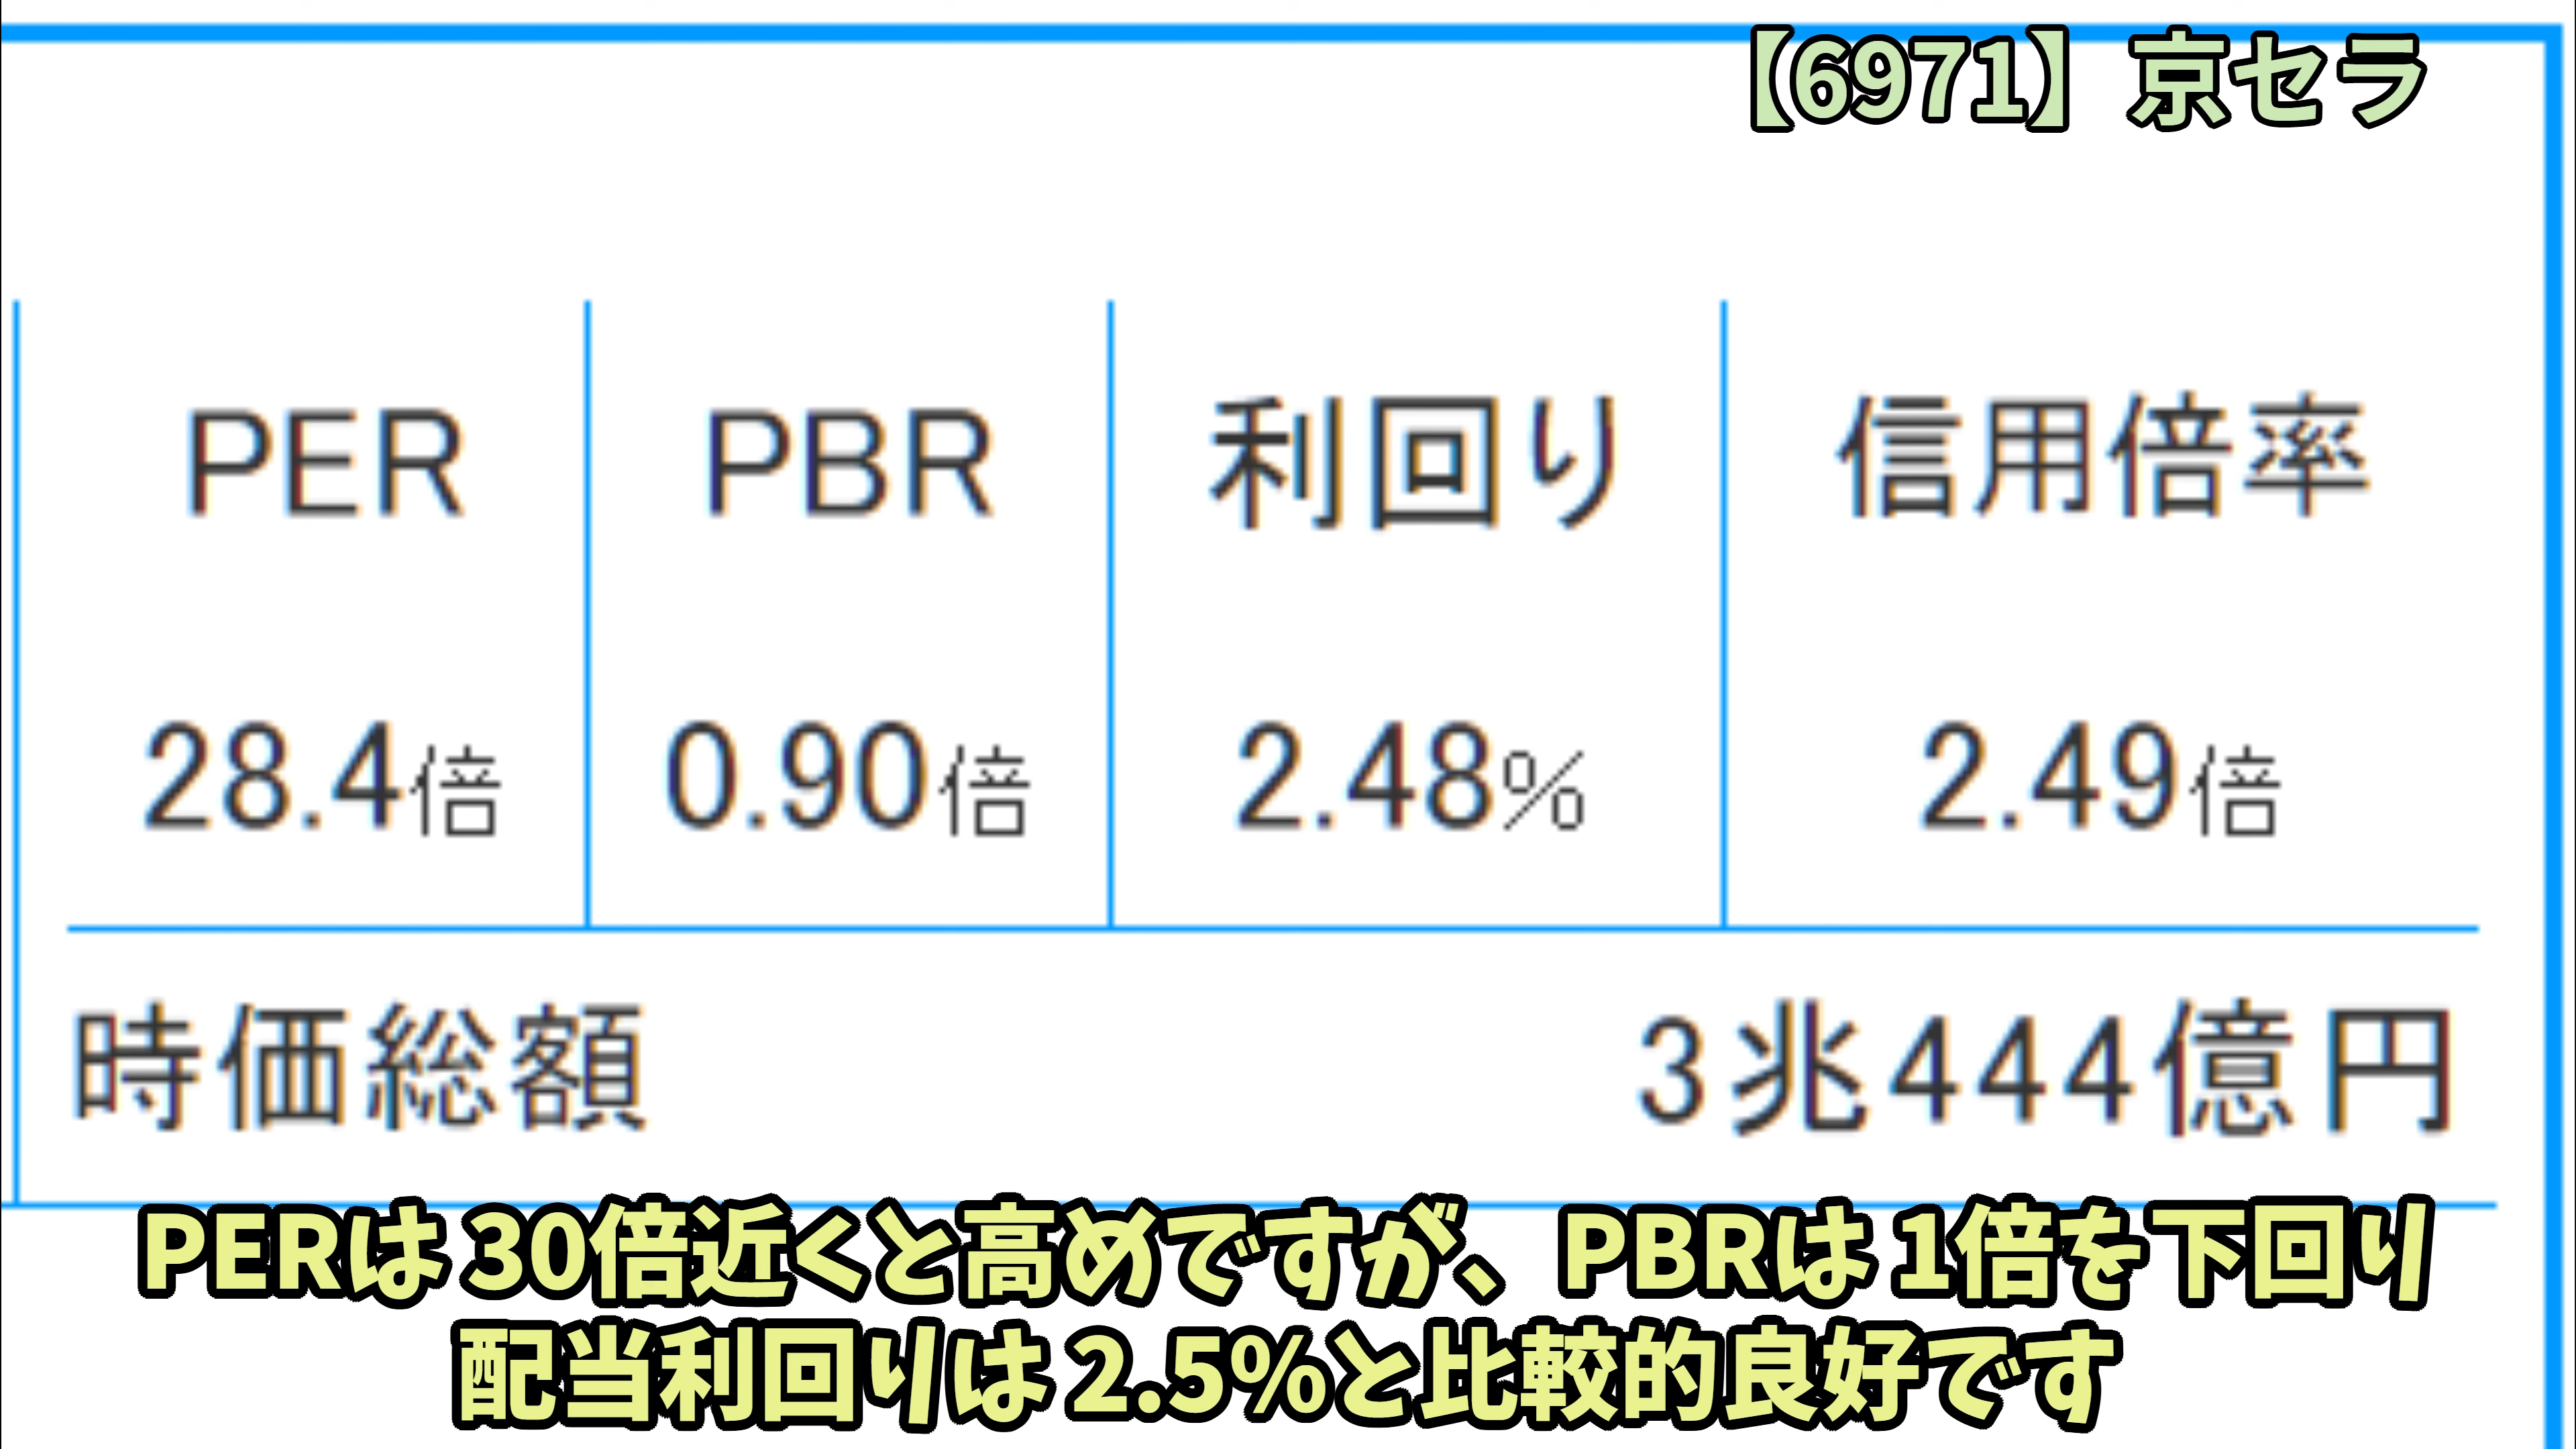 【6971】京セラ
PER PBR 利回り 信用倍率
28.4倍 0.90倍 2.48% 2.49倍
時価総額 3兆444億円
PERは30倍近くと高めですが、PBRは1倍を下回り
配当利回りは2.5%と比較的良好です